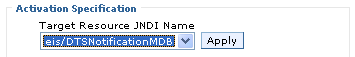 Activation Specification
Target Resource JNDI Name
eis/DTSNotificationMDB Apply